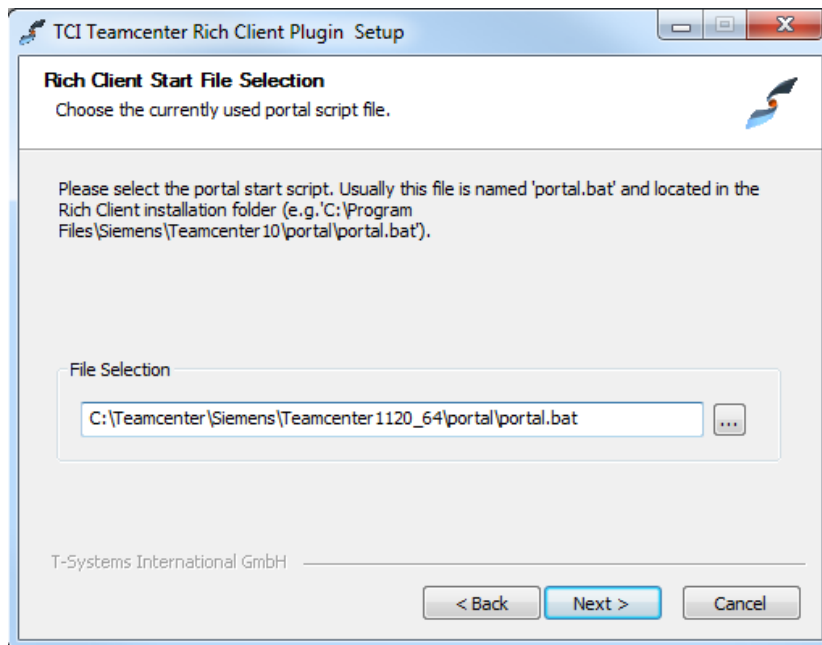 TCI Teamcenter Rich Client Plugin  Setup
Rich Client Start File Selection
Choose the currently used portal script file.
Please select the portal start script. Usually this file is named 'portal.bat' and located in the
Rich Client installation folder (e.g.'C:\Program
Files\Siemens\Teamcenter10\portal\portal.bat').
File Selection
C:\Teamcenter\Siemens\Teamcenter1120_64\portal\portal.bat
...
T-Systems International GmbH
< Back
Next >
Cancel